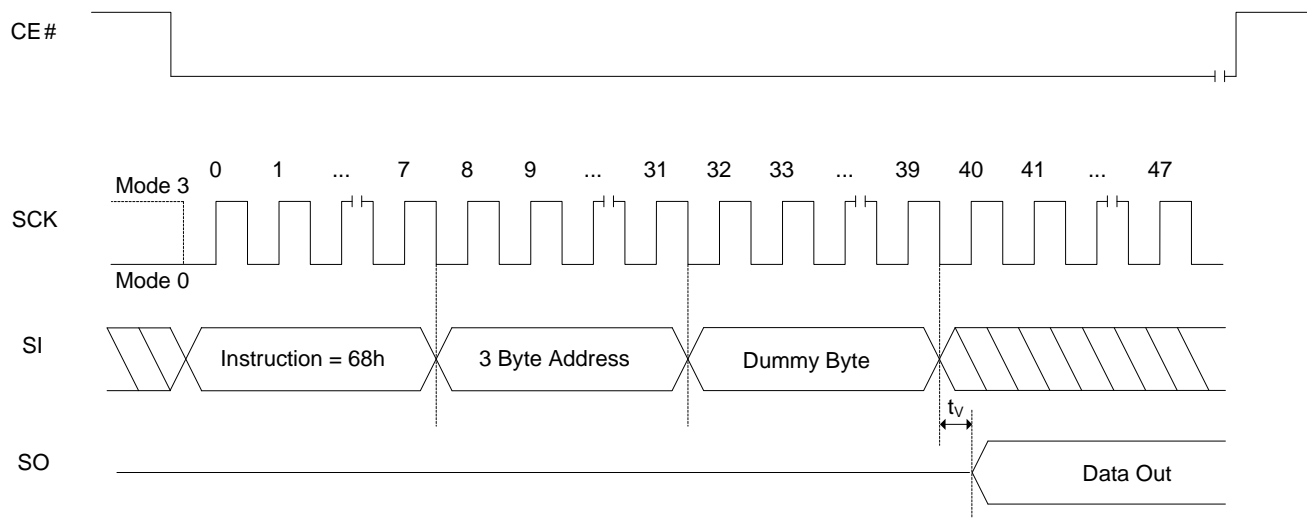 CE#
0 1 ... 7 8 9 ... 31 32 33 ... 39 40 41 ... 47
Mode 3
SCK
Mode 0
SI
Instruction = 68h
3 Byte Address
Dummy Byte
tV
SO
Data Out